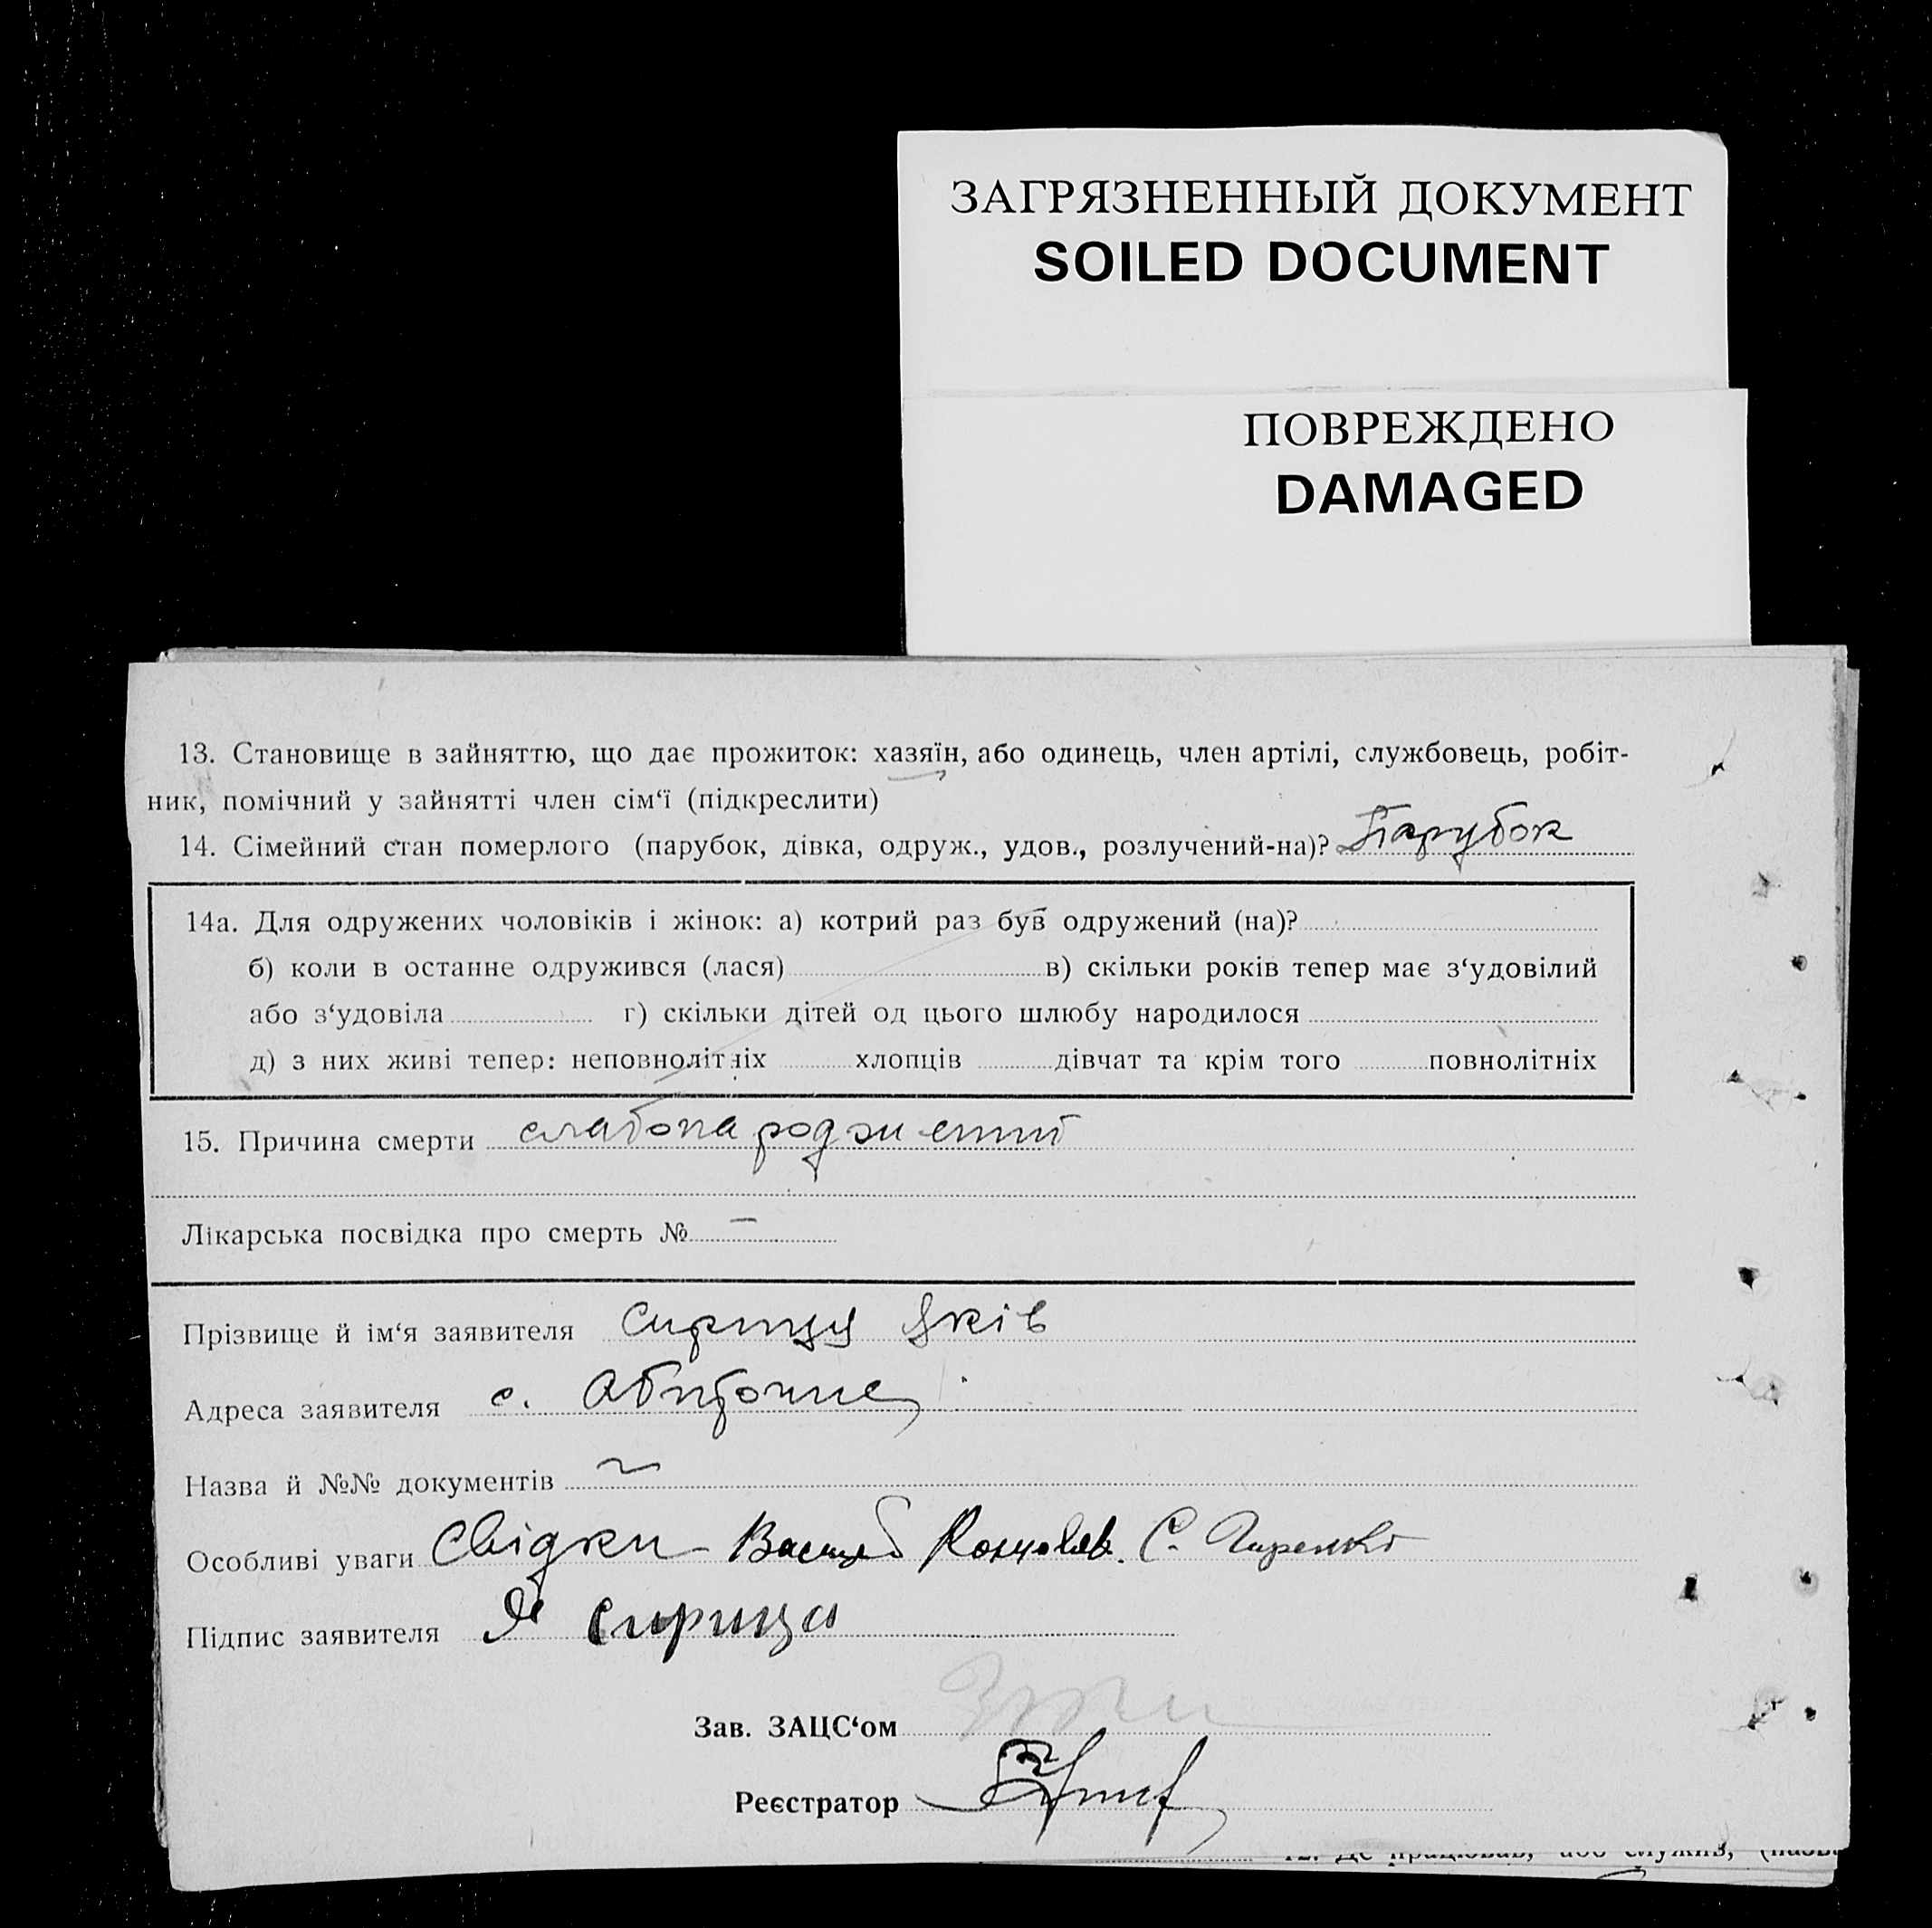 ЗАГРЯЗНЕННЫЙ ДОКУМЕНТ
SOILED DOCUMENT
ПОВРЕЖДЕНО
DAMAGED
13. Становище в зайняттю, що дає прожиток: хазяїн, або одинець, член артілі, службовець, робіт-
ник, помічний у зайнятті член сім‘ї (підкреслити)
14. Сімейний стан померлого (парубок, дівка, одруж., удов., розлучений-на)? Парубок
14а. Для одружених чоловіків і жінок: а) котрий раз був одружений (на)?
б) коли в останне одружився (лася) в) скільки років тепер має з‘удовілий
або з‘удовіла г) скільки дітей од цього шлюбу народилося
д) з них живі тепер: неповнолітніх хлопців дівчат та крім того повнолітніх
15. Причина смерти слабонароджений
Лікарська посвідка про смерть № —
Прізвище й ім‘я заявителя Сирица Яків
Адреса заявителя с.
Назва й №№ документів
Особливі уваги Свідки
Підпис заявителя Я Сирица
Зав. ЗАЦС‘ом
Реєстратор